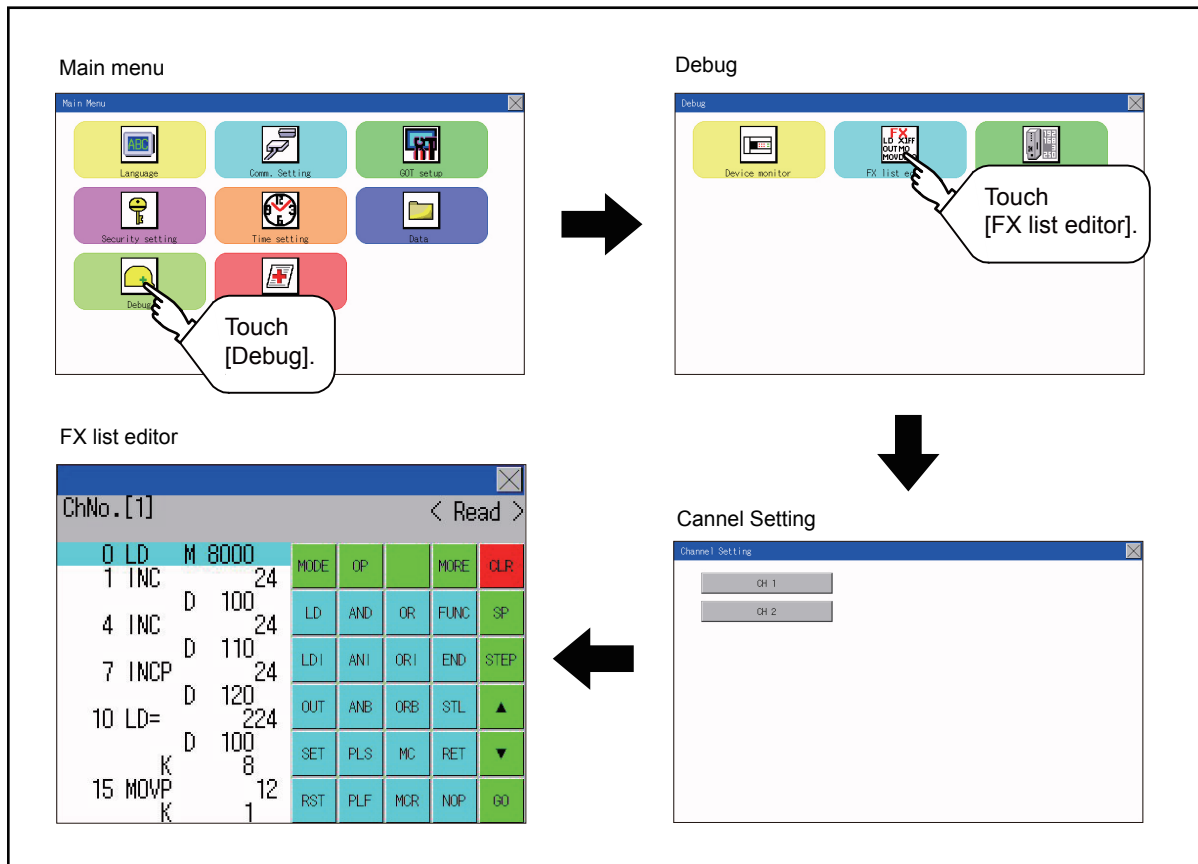 Main menu
Main Menu
ABC
Language
Comm. Setting
GOT setup
Security setting
Time setting
Data
Debug
Touch
[Debug].
Debug
Debug
FX
Device monitor
FX list
Touch
[FX list editor].
Cannel Setting
Channel Setting
CH 1
CH 2
FX list editor
ChNo.[1]
< Read >
0 LD M 8000
1 INC 24
D 100
4 INC 24
D 110
7 INCP 24
D 120
10 LD= 224
D 100
K 8
15 MOVP 12
K 1
MODE OP MORE CLR
LD AND OR FUNC SP
LDI ANI ORI END STEP
OUT ANB ORB STL ▲
SET PLS MC RET ▼
RST PLF MCR NOP GO